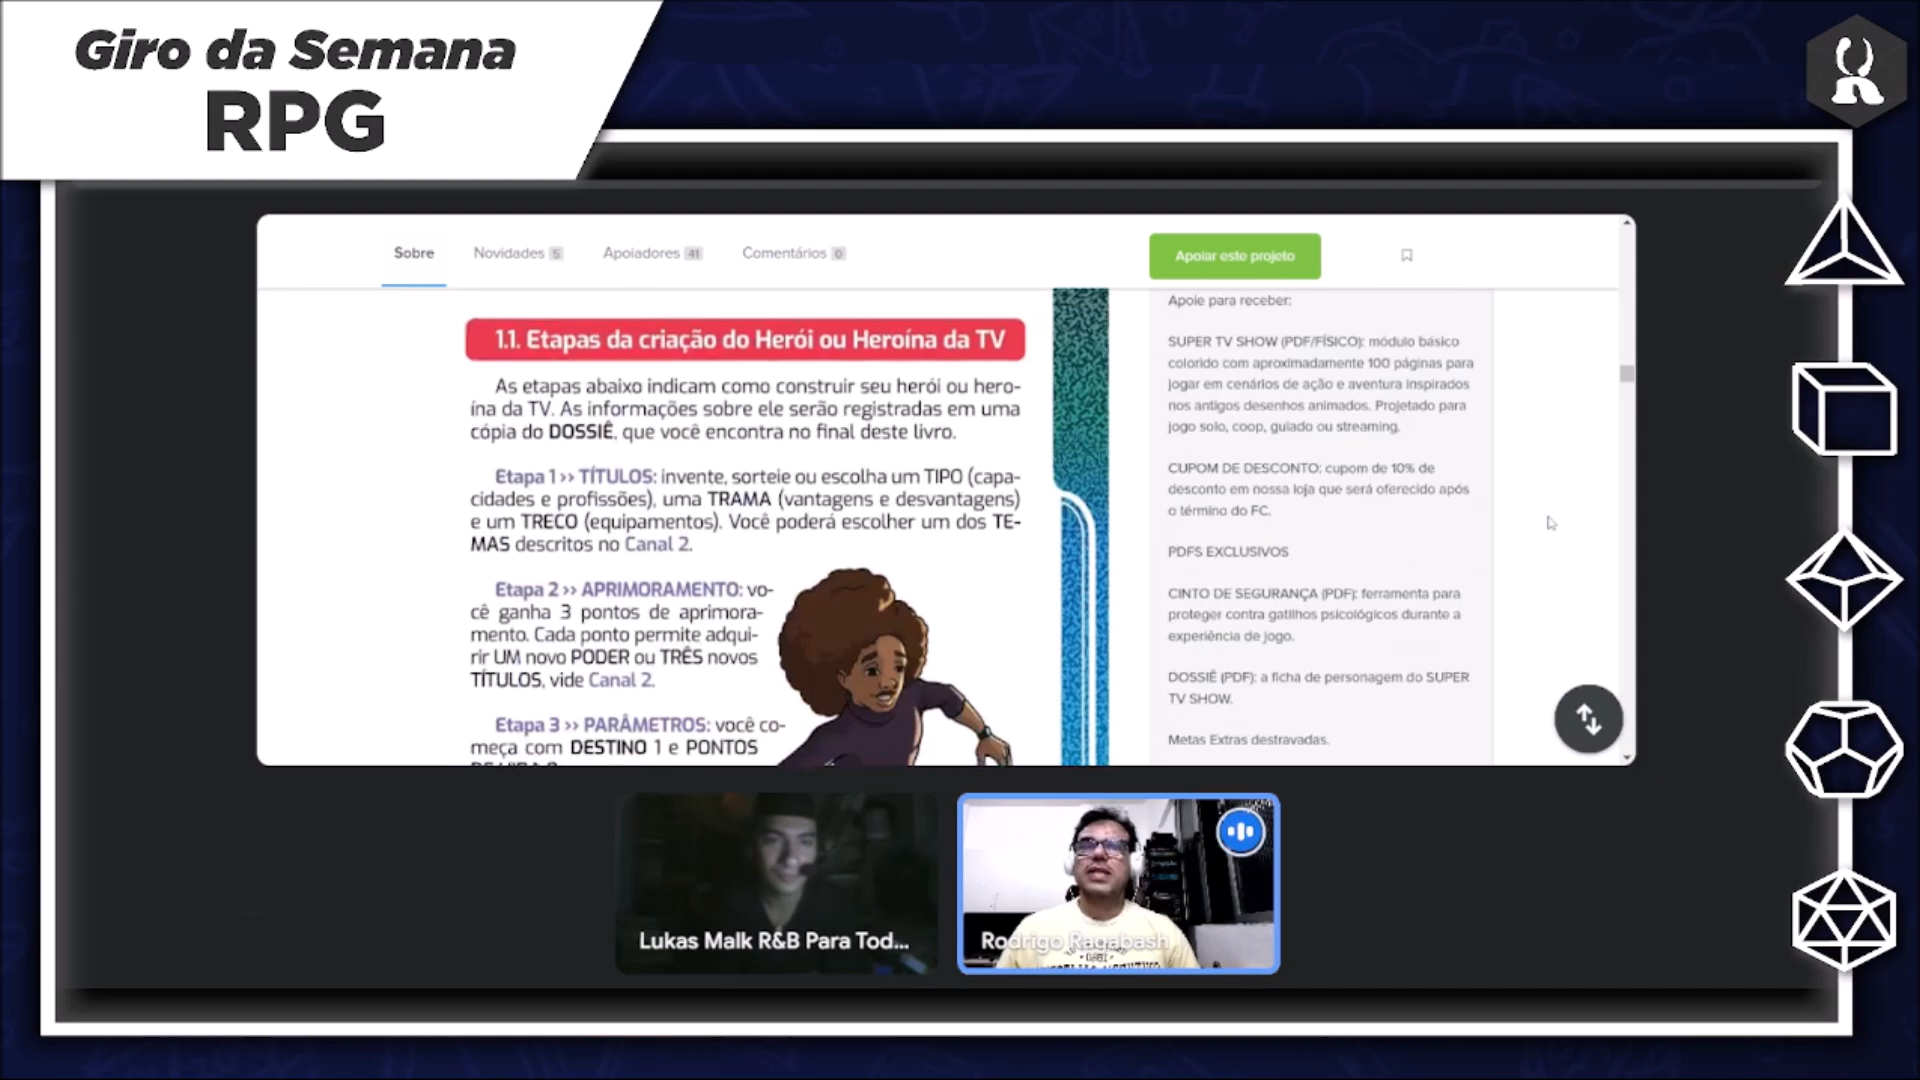 Giro da Semana
RPG
Sobre
Novidades 5
Apoiadores 41
Comentários 0
Apoiar este projeto
1.1. Etapas da criação do Herói ou Heroína da TV
As etapas abaixo indicam como construir seu herói ou hero-
ína da TV. As informações sobre ele serão registradas em uma
cópia do DOSSIÊ, que você encontra no final deste livro.
Etapa 1 >> TÍTULOS: invente, sorteie ou escolha um TIPO (capa-
cidades e profissões), uma TRAMA (vantagens e desvantagens)
e um TRECO (equipamentos). Você poderá escolher um dos TE-
MAS descritos no Canal 2.
Etapa 2 >> APRIMORAMENTO: vo-
cê ganha 3 pontos de aprimora-
mento. Cada ponto permite adqui-
rir UM novo PODER ou TRÊS novos
TÍTULOS, vide Canal 2.
Etapa 3 >> PARÂMETROS: você co-
meça com DESTINO 1 e PONTOS
Apoie para receber:
SUPER TV SHOW (PDF/FÍSICO): módulo básico
colorido com aproximadamente 100 páginas para
jogar em cenários de ação e aventura inspirados
nos antigos desenhos animados. Projetado para
jogo solo, coop, guiado ou streaming.
CUPOM DE DESCONTO: cupom de 10% de
desconto em nossa loja que será oferecido após
o término do FC.
PDFS EXCLUSIVOS
CINTO DE SEGURANÇA (PDF): ferramenta para
proteger contra gatilhos psicológicos durante a
experiência de jogo.
DOSSIÊ (PDF): a ficha de personagem do SUPER
TV SHOW.
Metas Extras destravadas.
Lukas Malk R&B Para Tod...
Rodrigo Ragabash